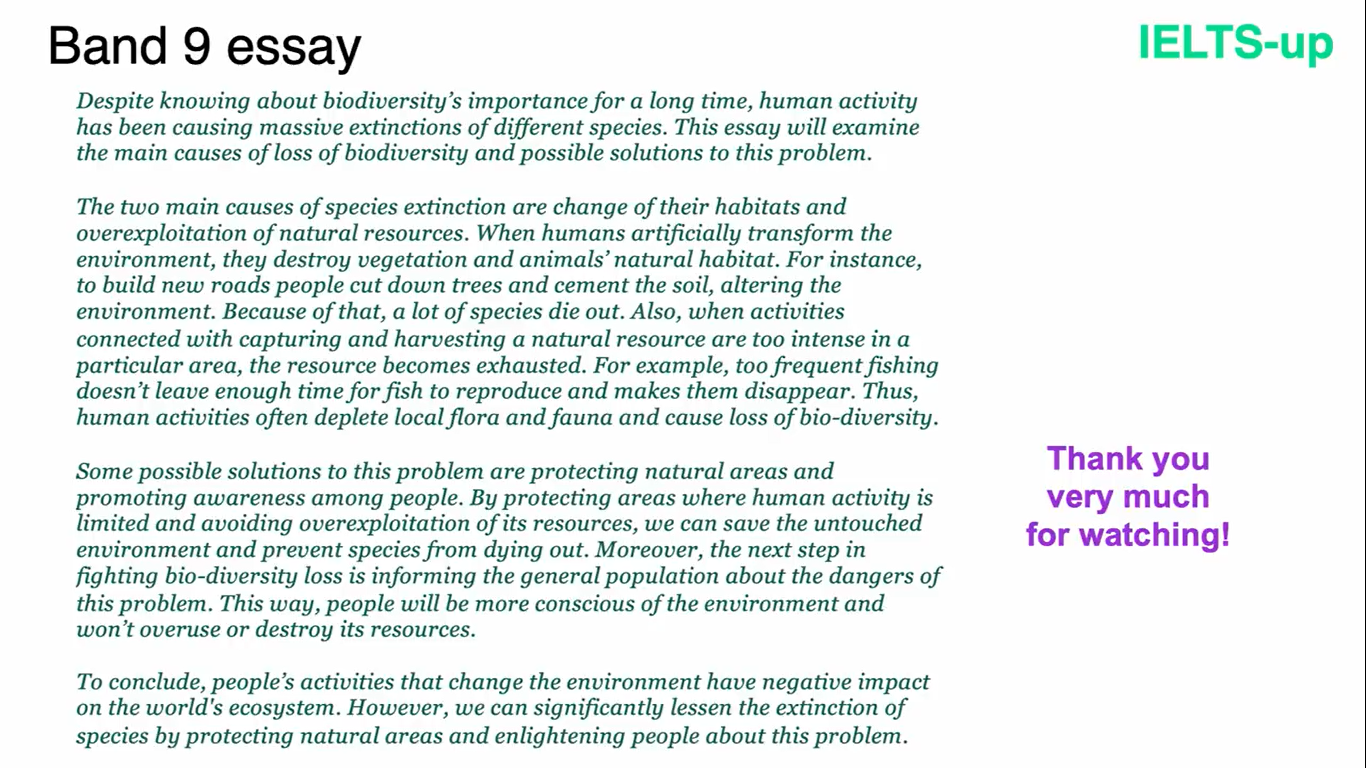 Band 9 essay
IELTS-up
Despite knowing about biodiversity's importance for a long time, human activity
has been causing massive extinctions of different species. This essay will examine
the main causes of loss of biodiversity and possible solutions to this problem.
The two main causes of species extinction are change of their habitats and
overexploitation of natural resources. When humans artificially transform the
environment, they destroy vegetation and animals' natural habitat. For instance,
to build new roads people cut down trees and cement the soil, altering the
environment. Because of that, a lot of species die out. Also, when activities
connected with capturing and harvesting a natural resource are too intense in a
particular area, the resource becomes exhausted. For example, too frequent fishing
doesn't leave enough time for fish to reproduce and makes them disappear. Thus,
human activities often deplete local flora and fauna and cause loss of bio-diversity.
Some possible solutions to this problem are protecting natural areas and
promoting awareness among people. By protecting areas where human activity is
limited and avoiding overexploitation of its resources, we can save the untouched
environment and prevent species from dying out. Moreover, the next step in
fighting bio-diversity loss is informing the general population about the dangers of
this problem. This way, people will be more conscious of the environment and
won't overuse or destroy its resources.
To conclude, people's activities that change the environment have negative impact
on the world's ecosystem. However, we can significantly lessen the extinction of
species by protecting natural areas and enlightening people about this problem.
Thank you
very much
for watching!